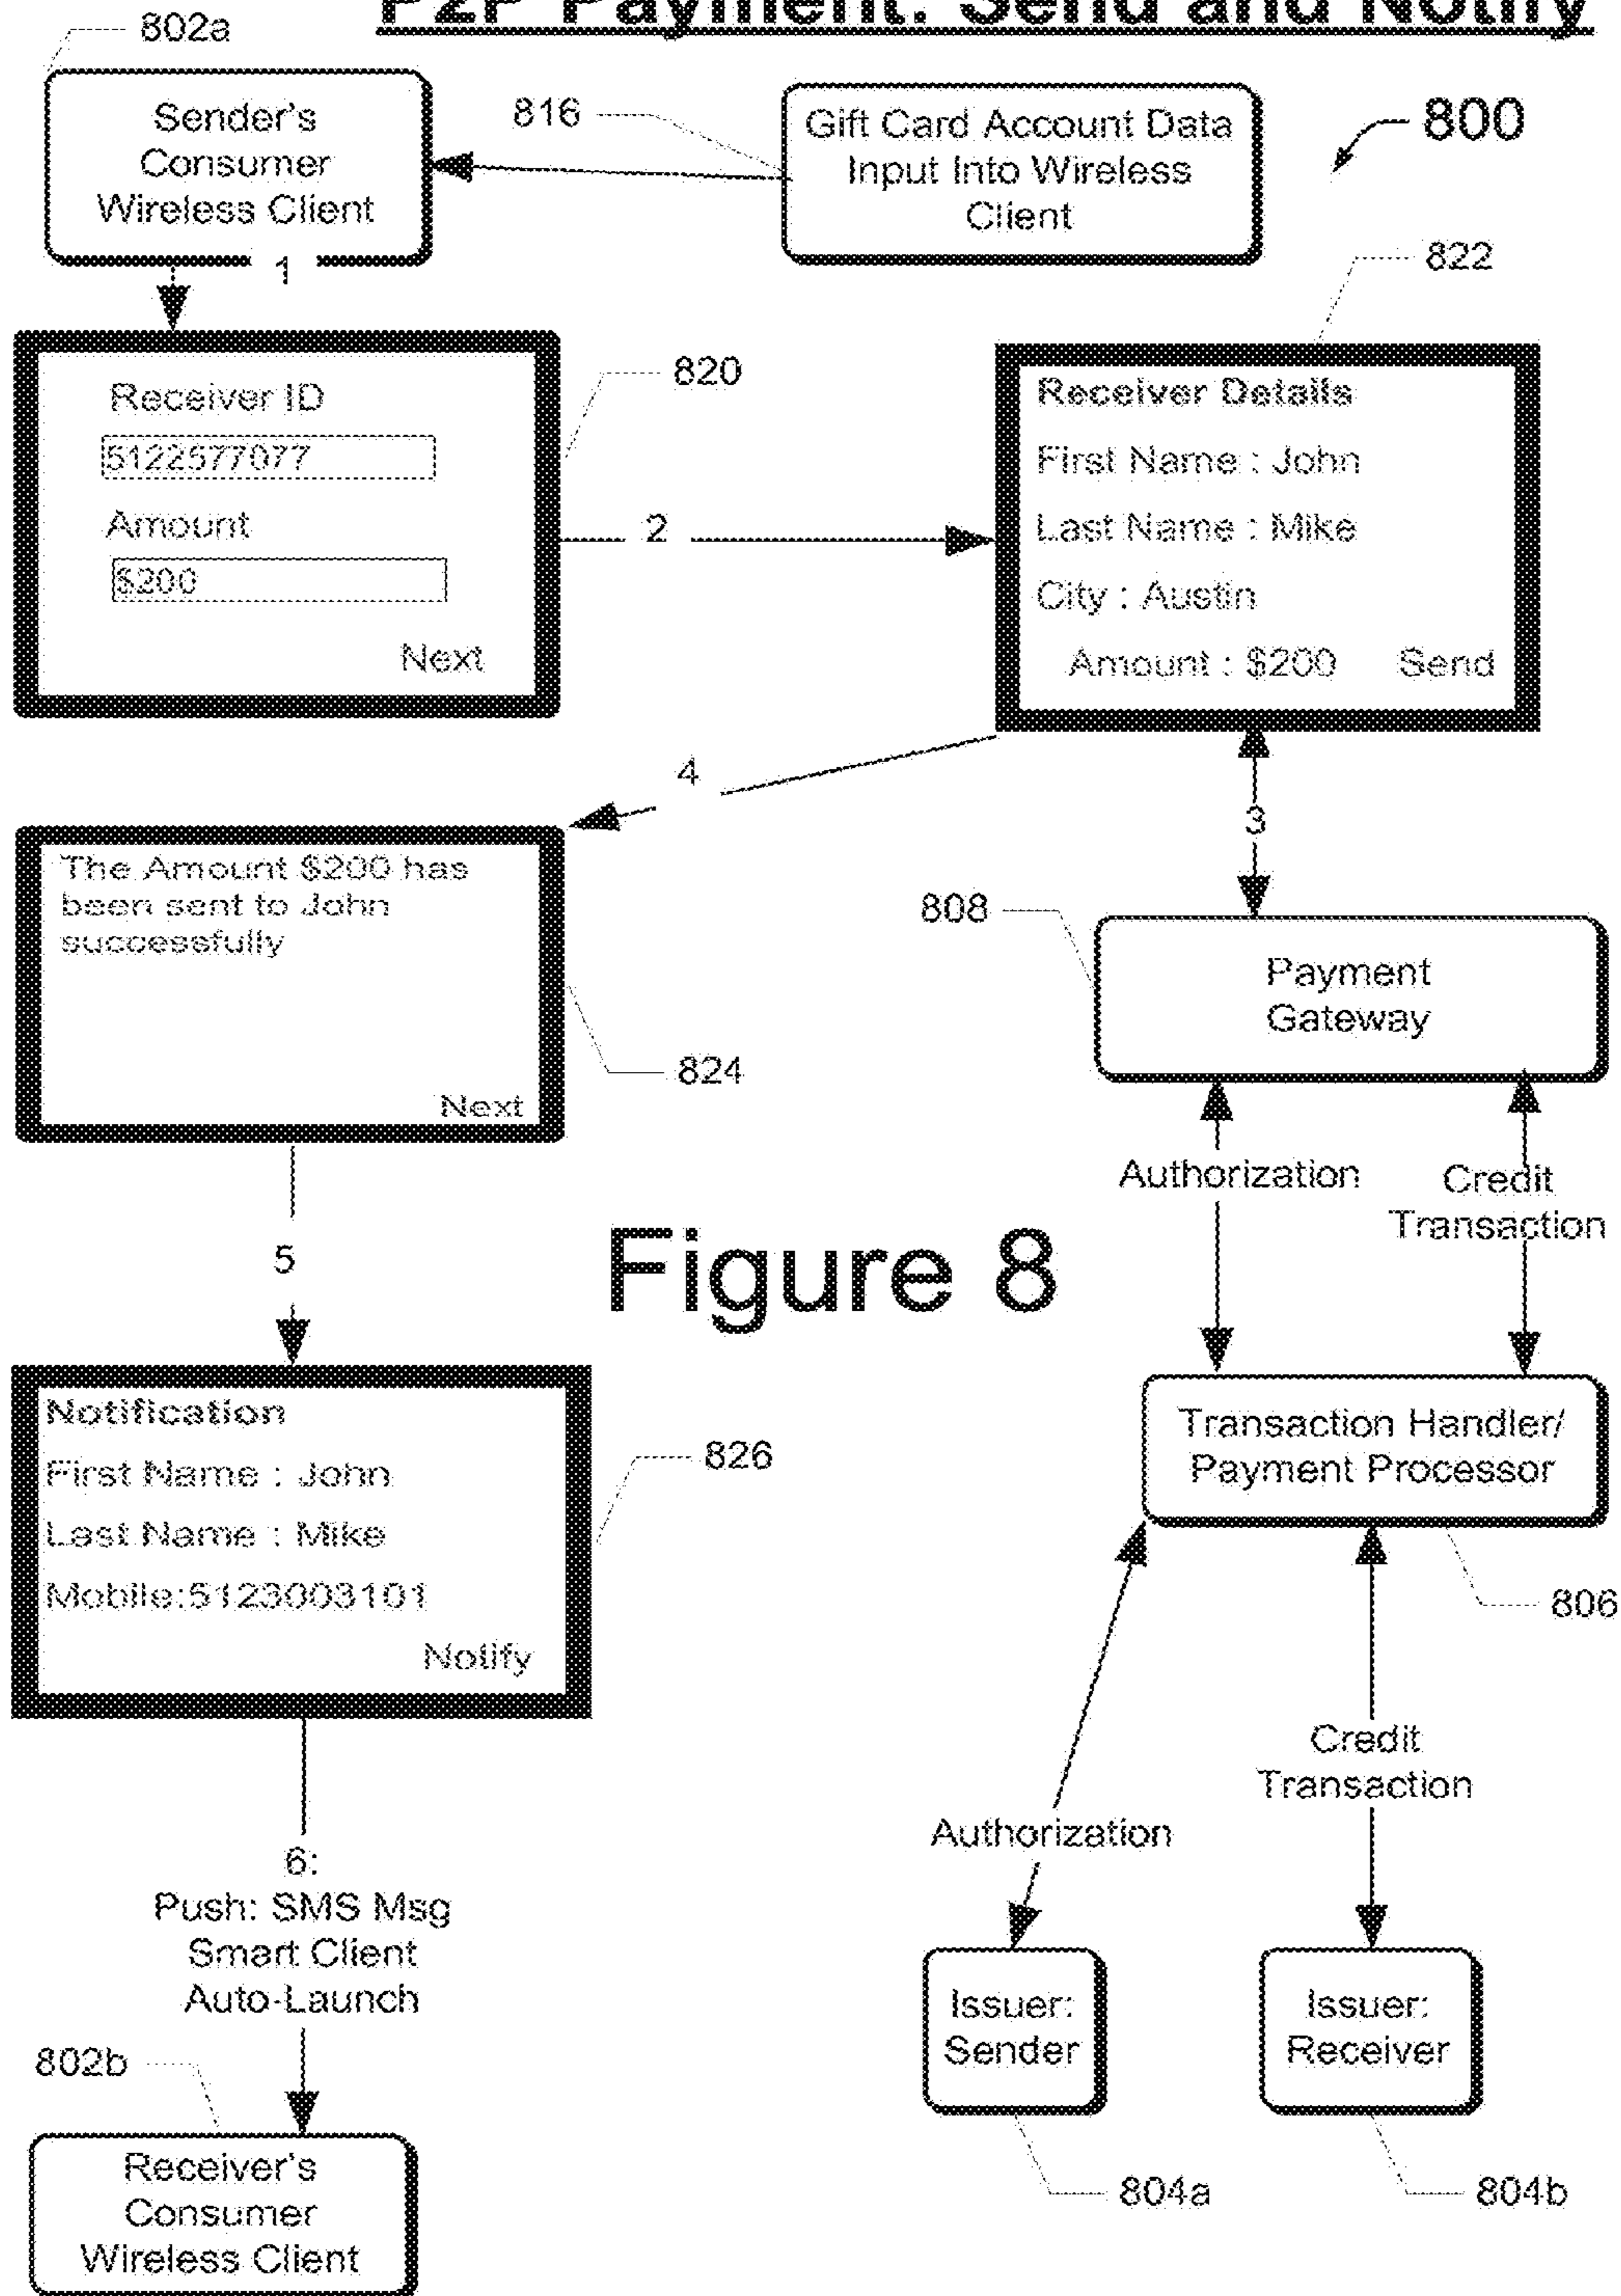 P2P Payment: Send and Notify
802a
Sender's
Consumer
Wireless Client
816
Gift Card Account Data
Input Into Wireless
Client
800
1
822
Receiver ID
5122577077
Amount
$200
Next
820
2
Receiver Details
First Name : John
Last Name : Mike
City : Austin
Amount : $200 Send
4
3
The Amount $200 has
been sent to John
successfully
Next
824
808
Payment
Gateway
Authorization
Credit
Transaction
5
Figure 8
Notification
First Name : John
Last Name : Mike
Mobile:5123003101
Notify
826
Transaction Handler/
Payment Processor
806
Authorization
Credit
Transaction
6:
Push: SMS Msg
Smart Client
Auto-Launch
Issuer:
Sender
Issuer:
Receiver
802b
804a
804b
Receiver's
Consumer
Wireless Client